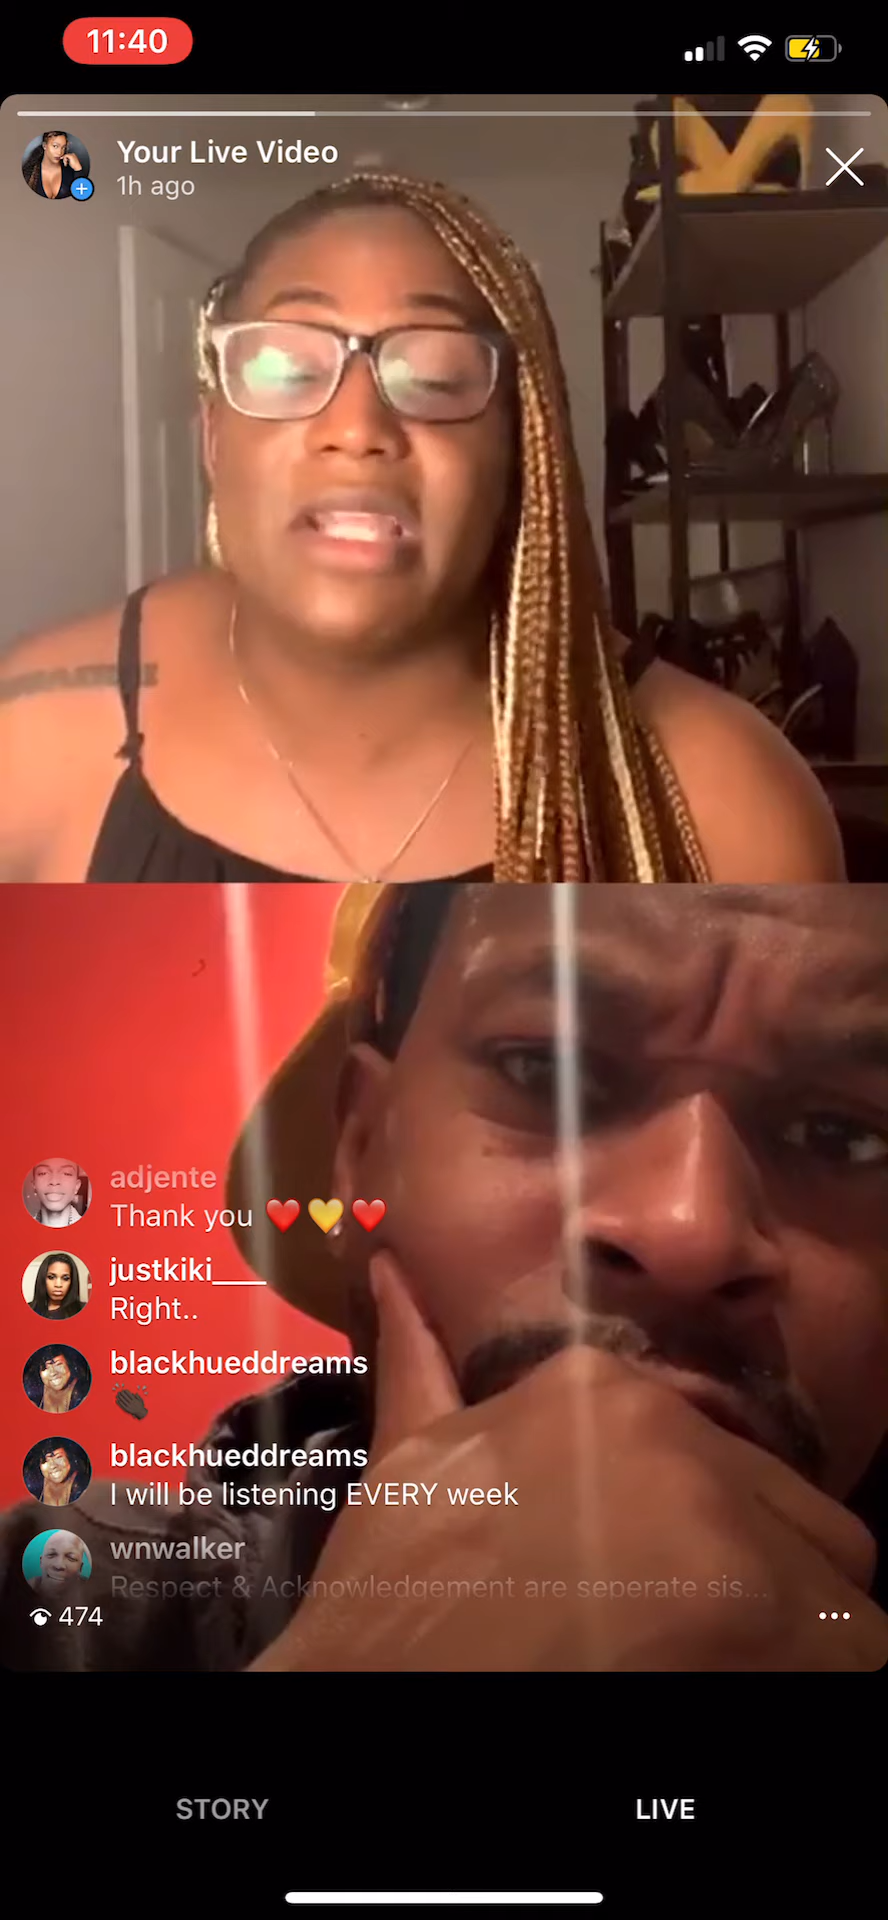 11:40
Your Live Video
1h ago
adjente
Thank you ❤️💛❤️
justkiki____
Right..
blackhueddreams
👏🏿
blackhueddreams
I will be listening EVERY week
wnwalker
Respect & Acknowledgement are seperate sis...
474
STORY
LIVE